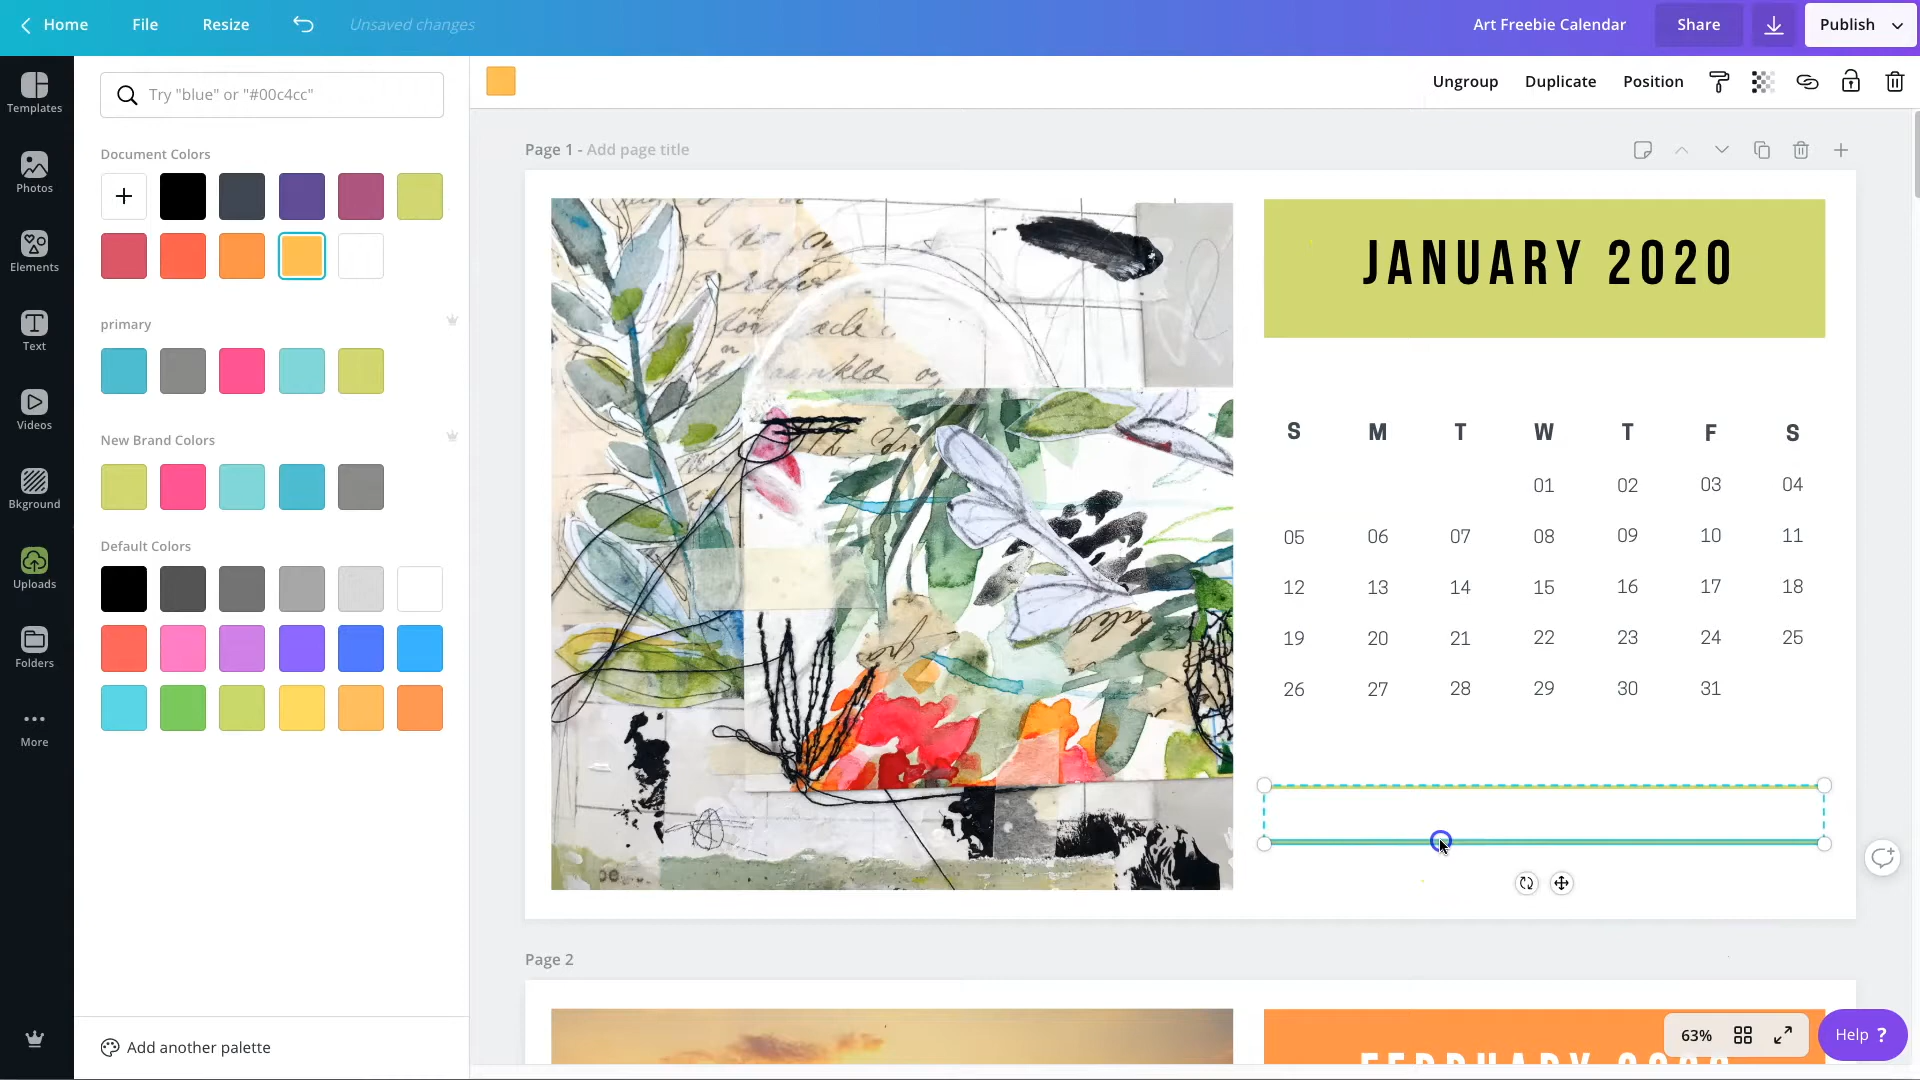 Home File Resize Unsaved changes Art Freebie Calendar Share Publish
Templates
Photos
Elements
Text
Videos
Bkground
Uploads
Folders
More
Try "blue" or "#00c4cc"
Document Colors
primary
New Brand Colors
Default Colors
Add another palette
Ungroup Duplicate Position
Page 1 - Add page title
JANUARY 2020
S M T W T F S
01 02 03 04
05 06 07 08 09 10 11
12 13 14 15 16 17 18
19 20 21 22 23 24 25
26 27 28 29 30 31
Page 2
FEBRUARY 2020
63%
Help ?